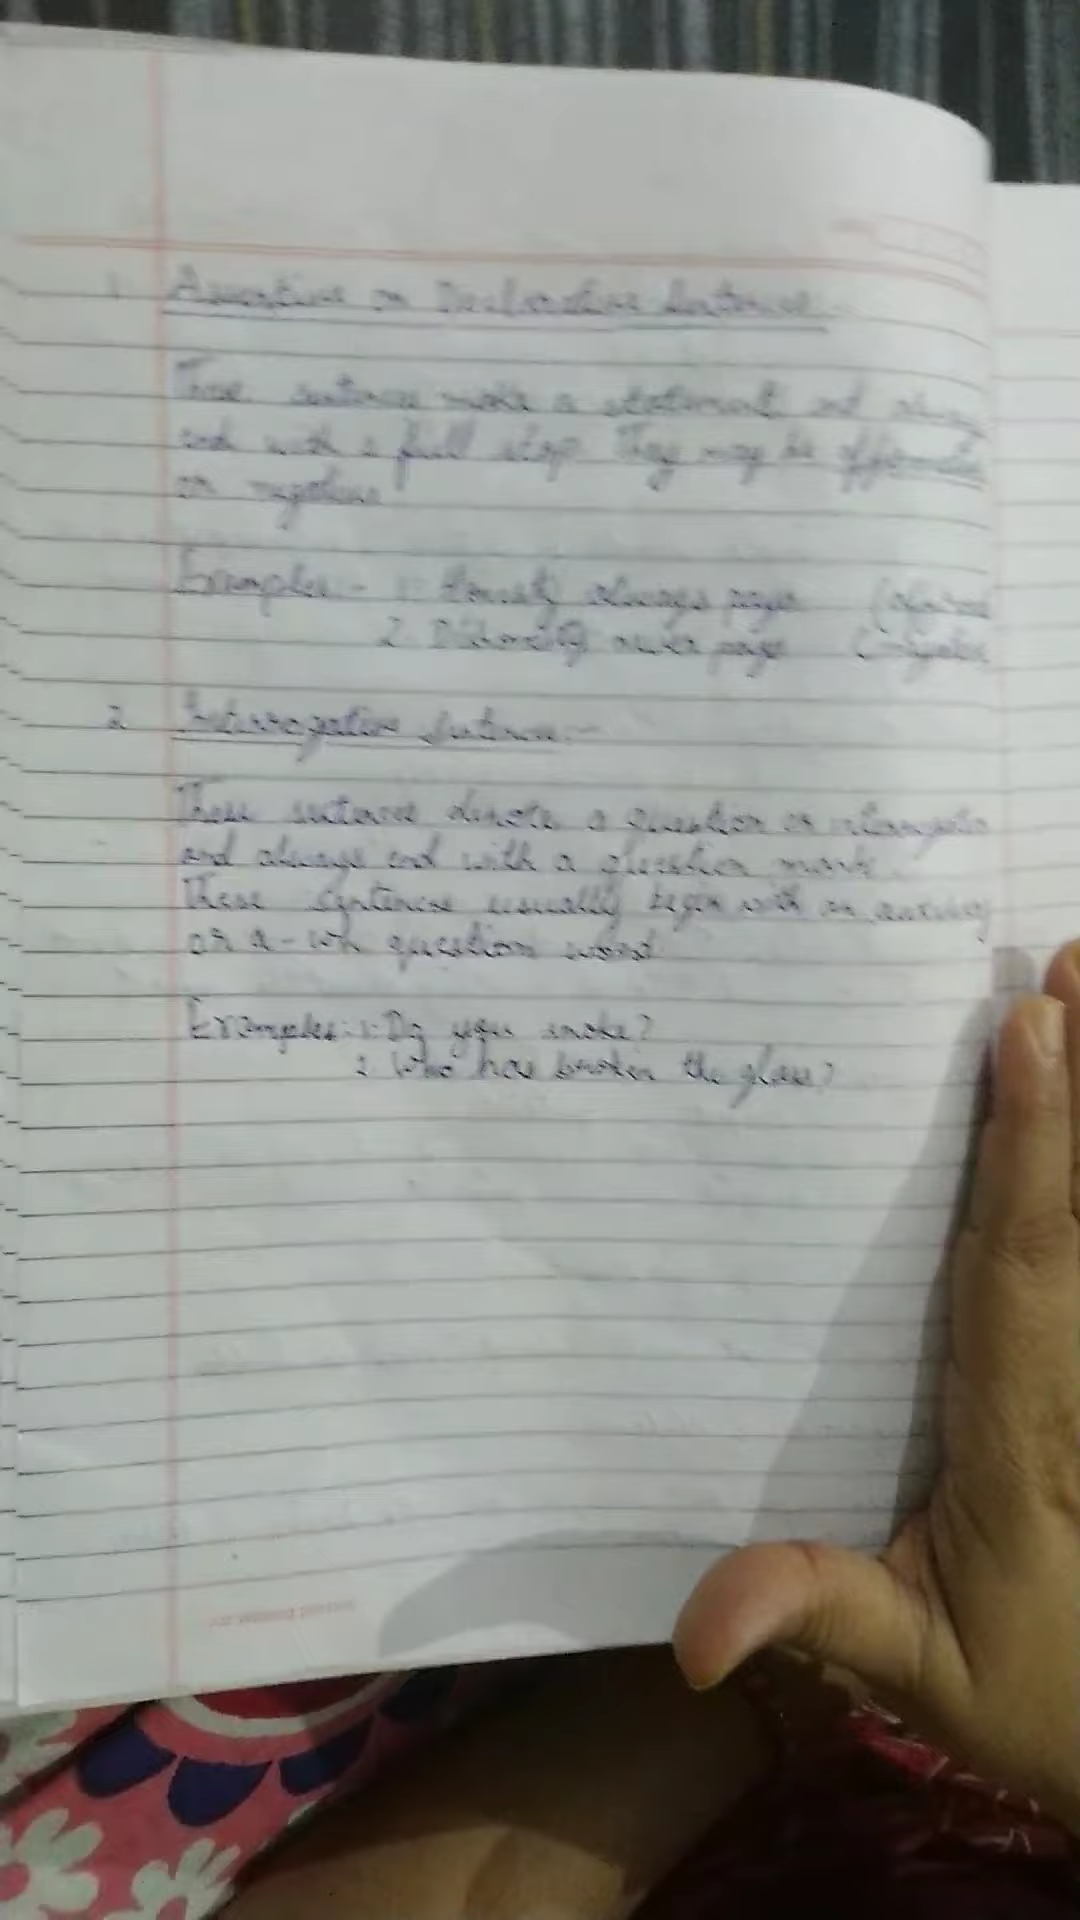 1. Assertive or Declarative Sentence:-
These sentences make a statement and always
end with a full stop. They may be affirmative
or negative
Examples:- 1. Honesty always pays
2. Dishonesty never pays
2 Interrogative Sentence:-
These sentences denote a question or interrogation
and always end with a question mark.
These sentences usually begin with an auxiliary
or a-wh question word
Examples:- 1. Do you smoke?
2 Who has broken the glass?